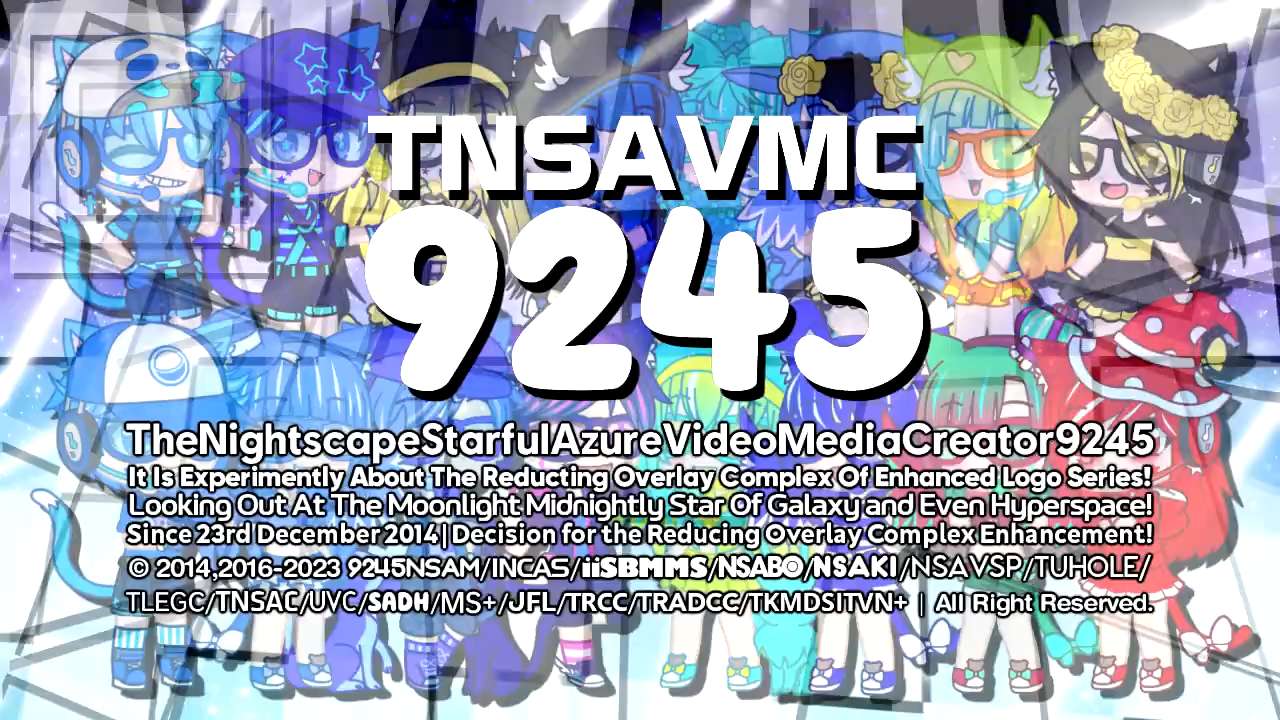 TNSAVMC
9245
TheNightscapeStarfulAzureVideoMediaCreator9245
It Is Experimently About The Reducting Overlay Complex Of Enhanced Logo Series!
Looking Out At The Moonlight Midnightly Star Of Galaxy and Even Hyperspace!
Since 23rd December 2014| Decision for the Reducing Overlay Complex Enhancement!
© 2014,2016-2023 9245NSAM/INCAS/iiSBMMS/NSABO/NSAKI/NSAVSP/TUHOLE/
TLEGC/TNSAC/UVC/SADH/MS+/JFL/TRCC/TRADCC/TKMDSITVN+ | All Right Reserved.